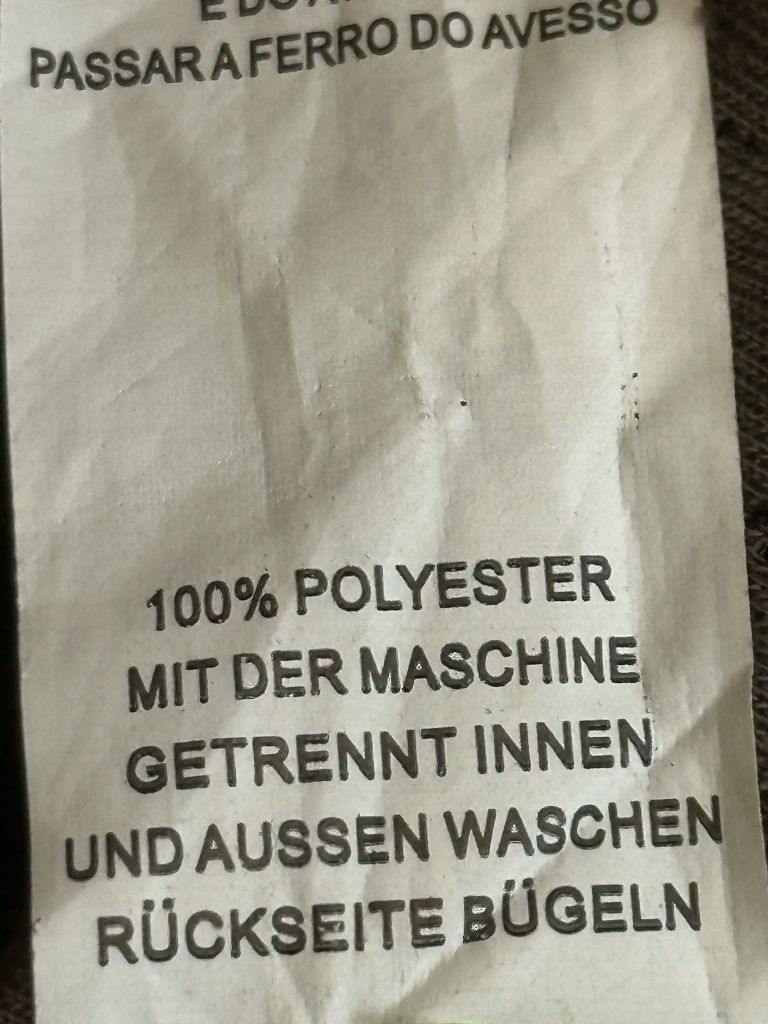 PASSAR A FERRO DO AVESSO
100% POLYESTER
MIT DER MASCHINE
GETRENNT INNEN
UND AUSSEN WASCHEN
RÜCKSEITE BÜGELN